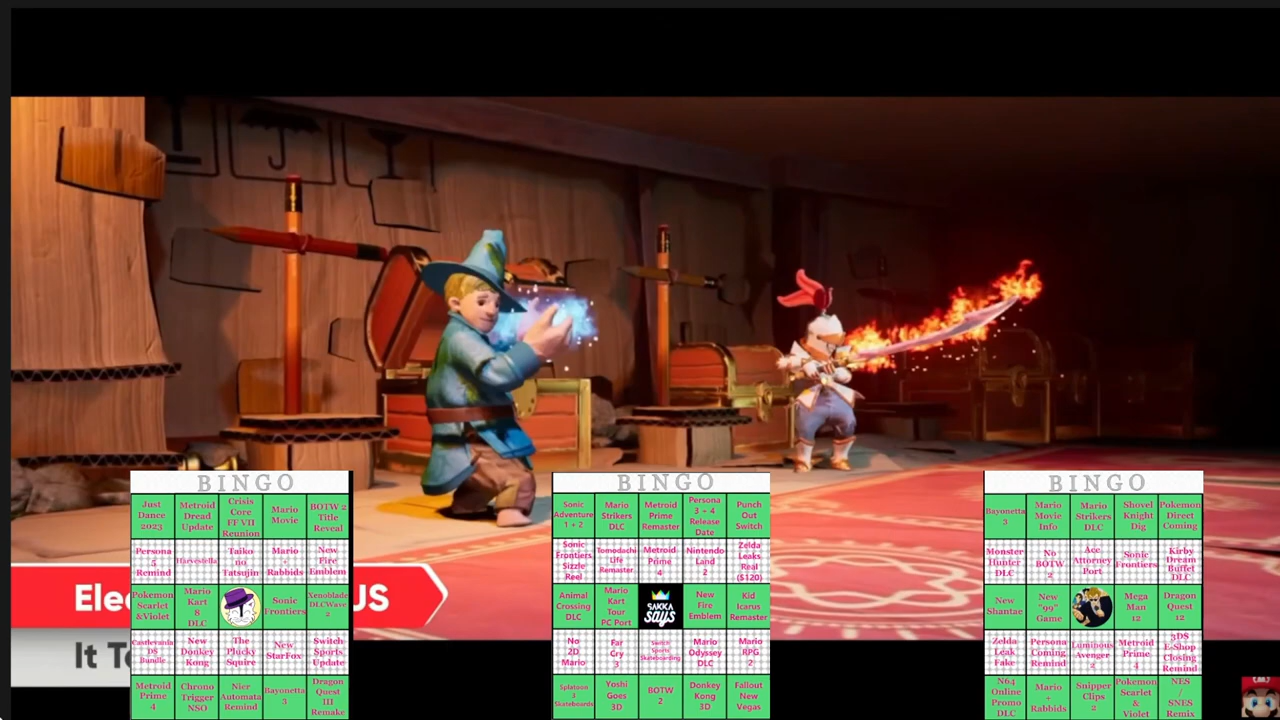 BINGO
Just Dance 2023
Metroid Dread Update
Crisis Core FF VII Reunion
Mario Movie
BOTW 2 Title Reveal
Persona 5 Remind
Harvestella
Taiko no Tatsujin
Mario + Rabbids
New Fire Emblem
Pokemon Scarlet &Violet
Mario Kart 8 DLC
Sonic Frontiers
Xenoblade DLC Wave 2
Castlevania DS Bundle
New Donkey Kong
The Plucky Squire
New StarFox
Switch Sports Update
Metroid Prime 4
Chrono Trigger NSO
Nier Automata Remind
Bayonetta 3
Dragon Quest III Remake
BINGO
Sonic Adventure 1 + 2
Mario Strikers DLC
Metroid Prime Remaster
Persona 3 + 4 Release Date
Punch Out Switch
Sonic Frontiers Sizzle Reel
Tomodachi Life Remaster
Metroid Prime 4
Nintendo Land 2
Zelda Leaks Real ($120)
Animal Crossing DLC
Mario Kart Tour PC Port
SAKKA says
New Fire Emblem
Kid Icarus Remaster
No 2D Mario
Far Cry 3
Switch Sports Skateboarding
Mario Odyssey DLC
Mario RPG 2
Splatoon 3 Skateboards
Yoshi Goes 3D
BOTW 2
Donkey Kong 3D
Fallout New Vegas
BINGO
Bayonetta 3
Mario Movie Info
Mario Strikers DLC
Shovel Knight Dig
Pokemon Direct Coming
Monster Hunter DLC
No BOTW 2
Ace Attorney Port
Sonic Frontiers
Kirby Dream Buffet DLC
New Shantae
New "99" Game
Mega Man 12
Dragon Quest 12
Zelda Leak Fake
Persona Coming Remind
Luminous Avenger 2
Metroid Prime 4
3DS E-Shop Closing Remind
N64 Online Promo DLC
Mario + Rabbids
Snipper Clips 2
Pokemon Scarlet & Violet
NES / SNES Remix
Ele
US
It T